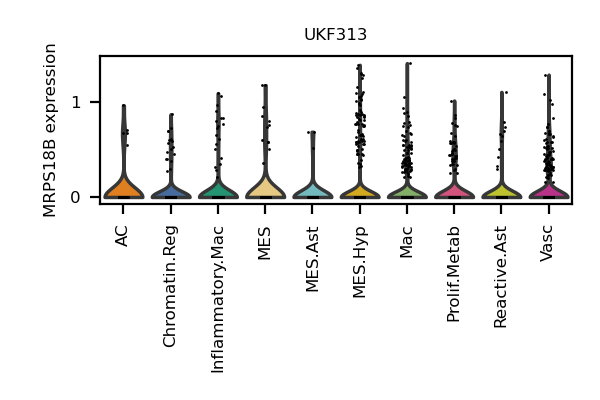 UKF313
MRPS18B expression
1
0
AC
Chromatin.Reg
Inflammatory.Mac
MES
MES.Ast
MES.Hyp
Mac
Prolif.Metab
Reactive.Ast
Vasc